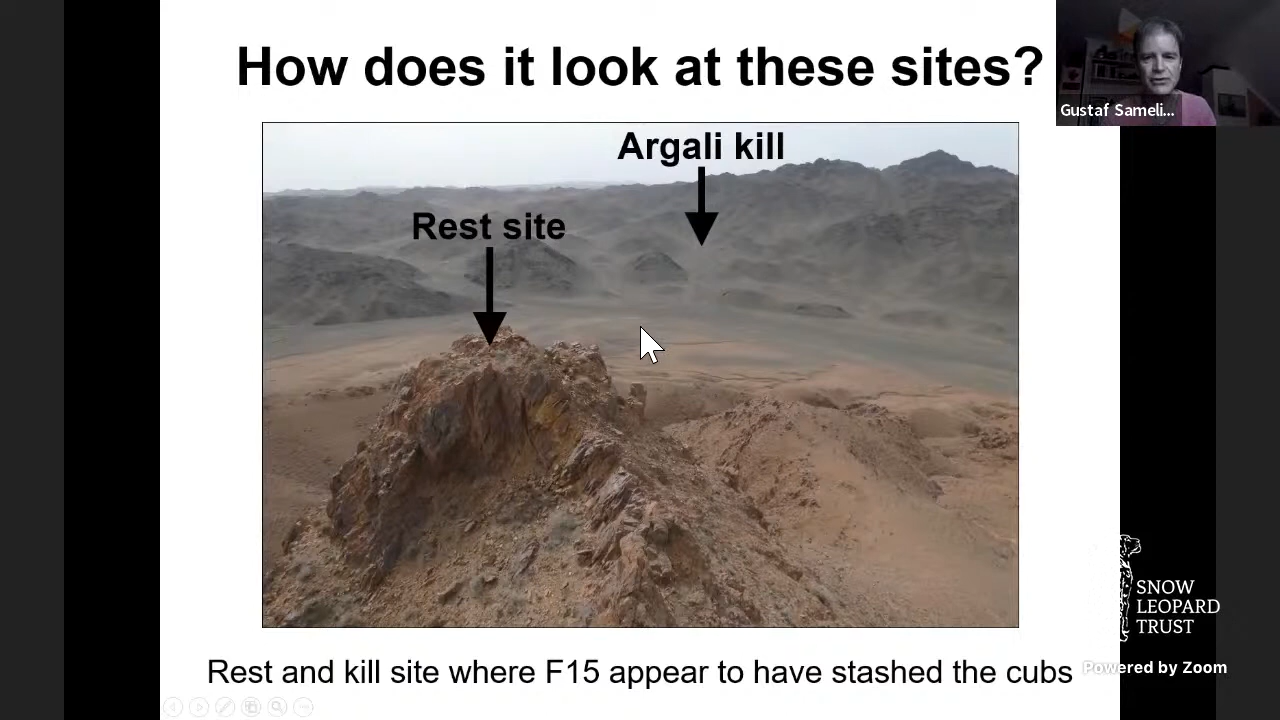 How does it look at these sites?
Gustaf Sameli...
Argali kill
Rest site
SNOW
LEOPARD
TRUST
Rest and kill site where F15 appear to have stashed the cubs
Powered by Zoom